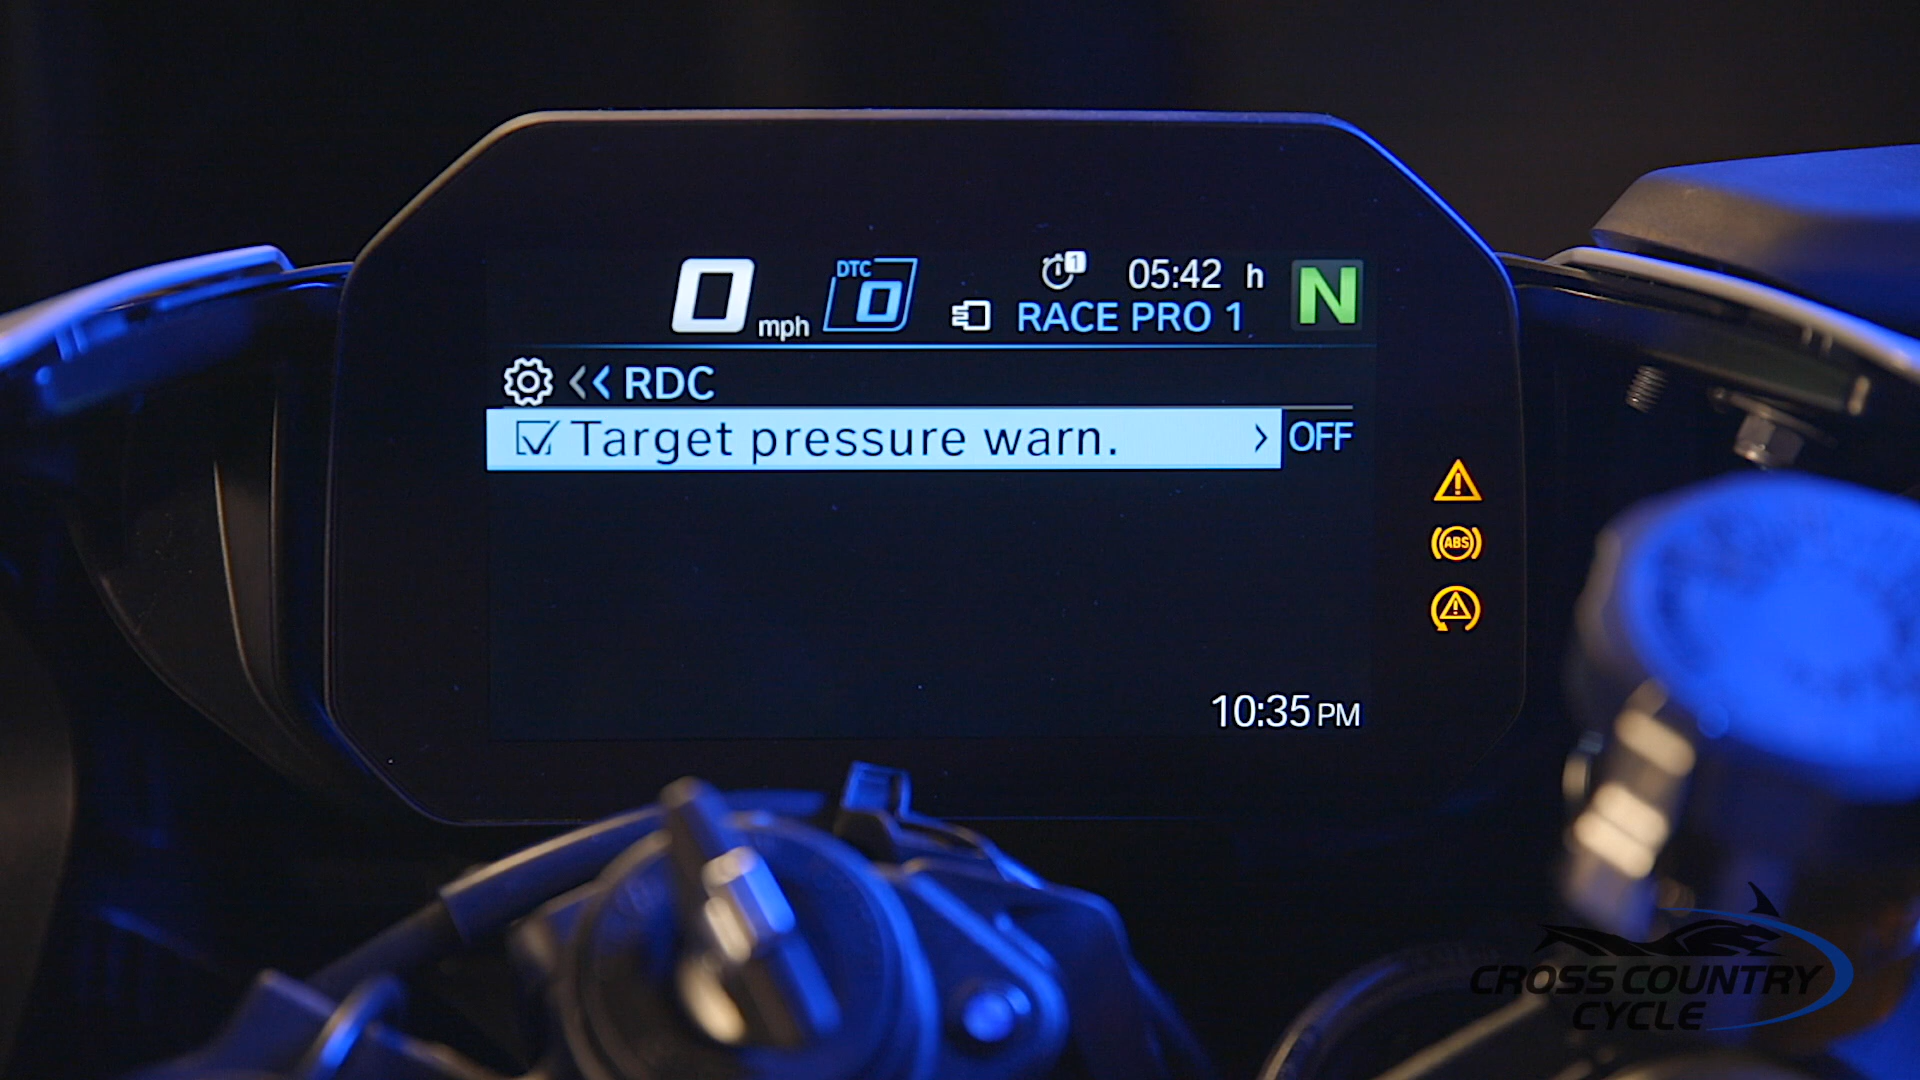 0 mph DTC 0 1 05:42 h N
RACE PRO 1
<< RDC
Target pressure warn. > OFF
ABS
10:35 PM
CROSS COUNTRY
CYCLE